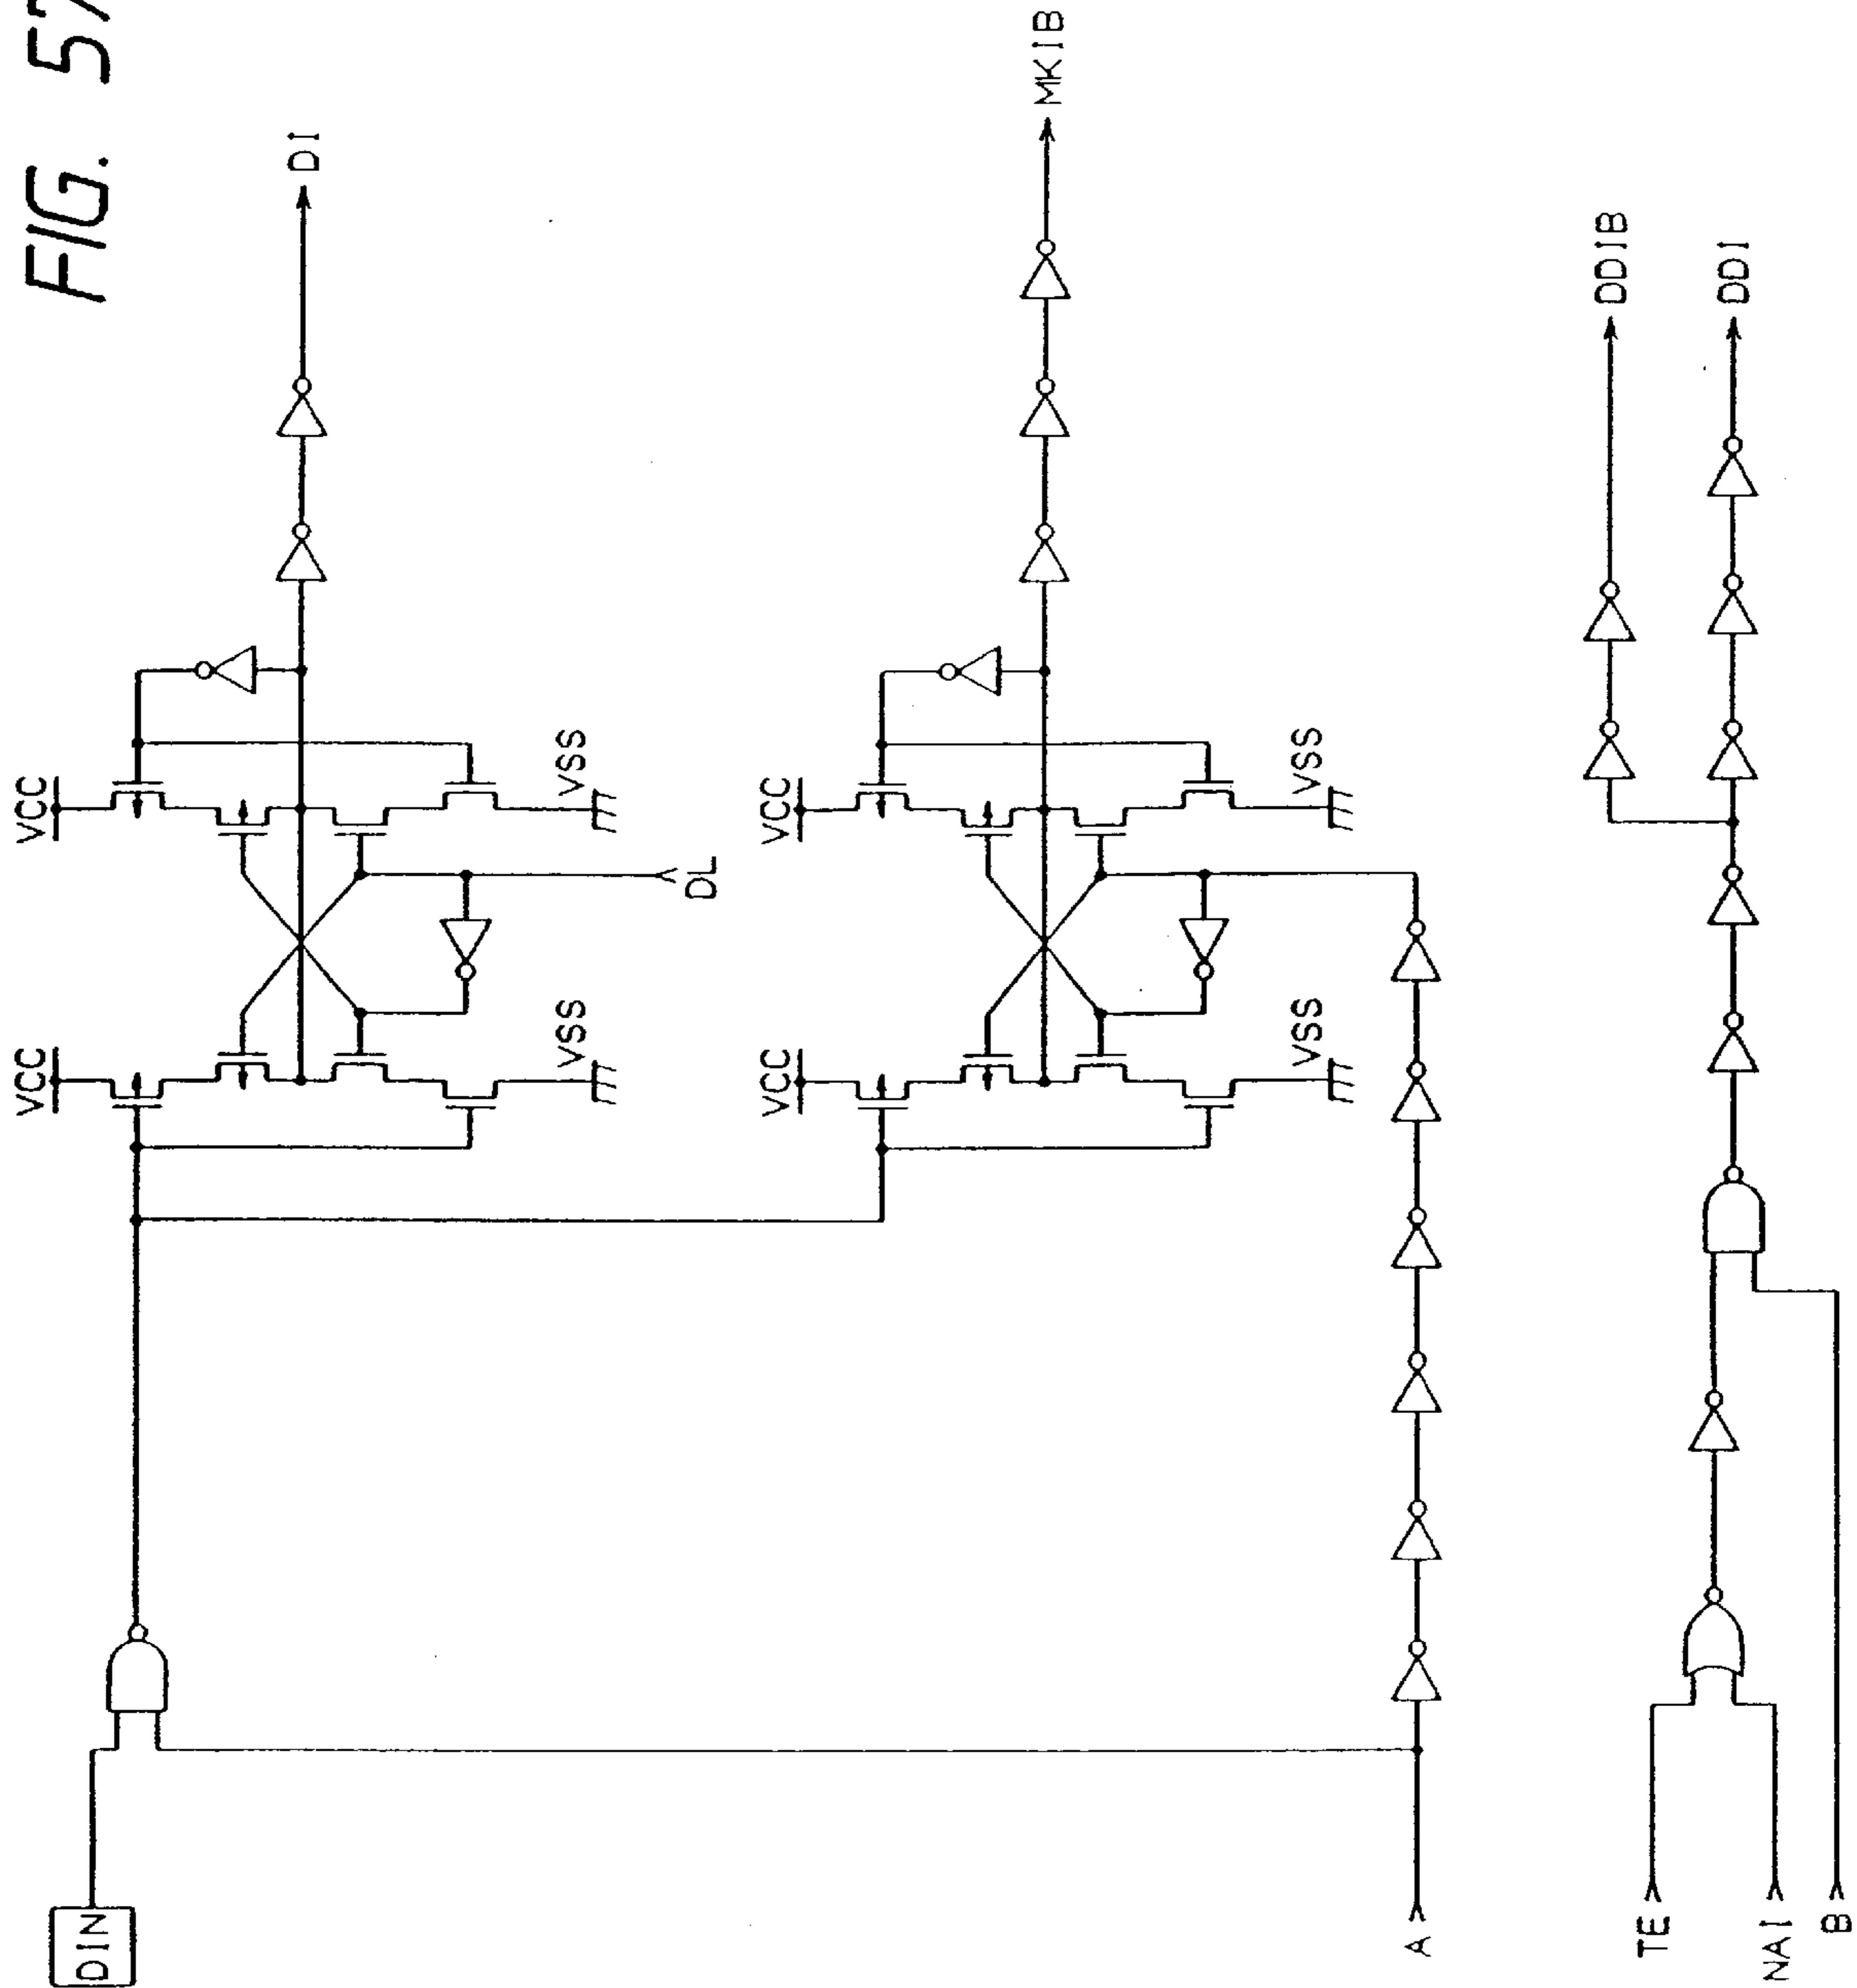 FIG. 57
VCC
VCC
DIN
DI
VSS
VSS
DL
VCC
VCC
MKIB
VSS
VSS
A
DDIB
TE
DDI
NAI
B